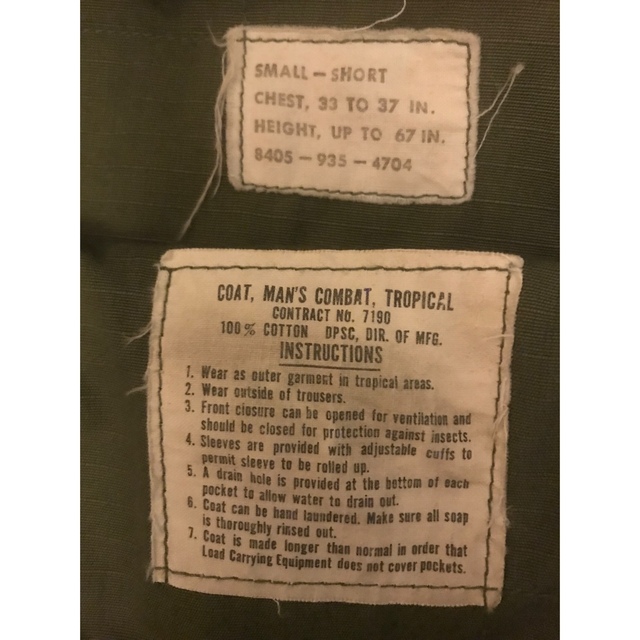 SMALL – SHORT
CHEST, 33 TO 37 IN.
HEIGHT, UP TO 67 IN.
8405 – 935 – 4704
COAT, MAN'S COMBAT, TROPICAL
CONTRACT NO. 7190
100% COTTON DPSC, DIR. OF MFG.
INSTRUCTIONS
1. Wear as outer garment in tropical areas.
2. Wear outside of trousers.
3. Front closure can be opened for ventilation and
should be closed for protection against insects.
4. Sleeves are provided with adjustable cuffs to
permit sleeve to be rolled up.
5. A drain hole is provided at the bottom of each
pocket to allow water to drain out.
6. Coat can be hand laundered. Make sure all soap
is thoroughly rinsed out.
7. Coat is made longer than normal in order that
Load Carrying Equipment does not cover pockets.